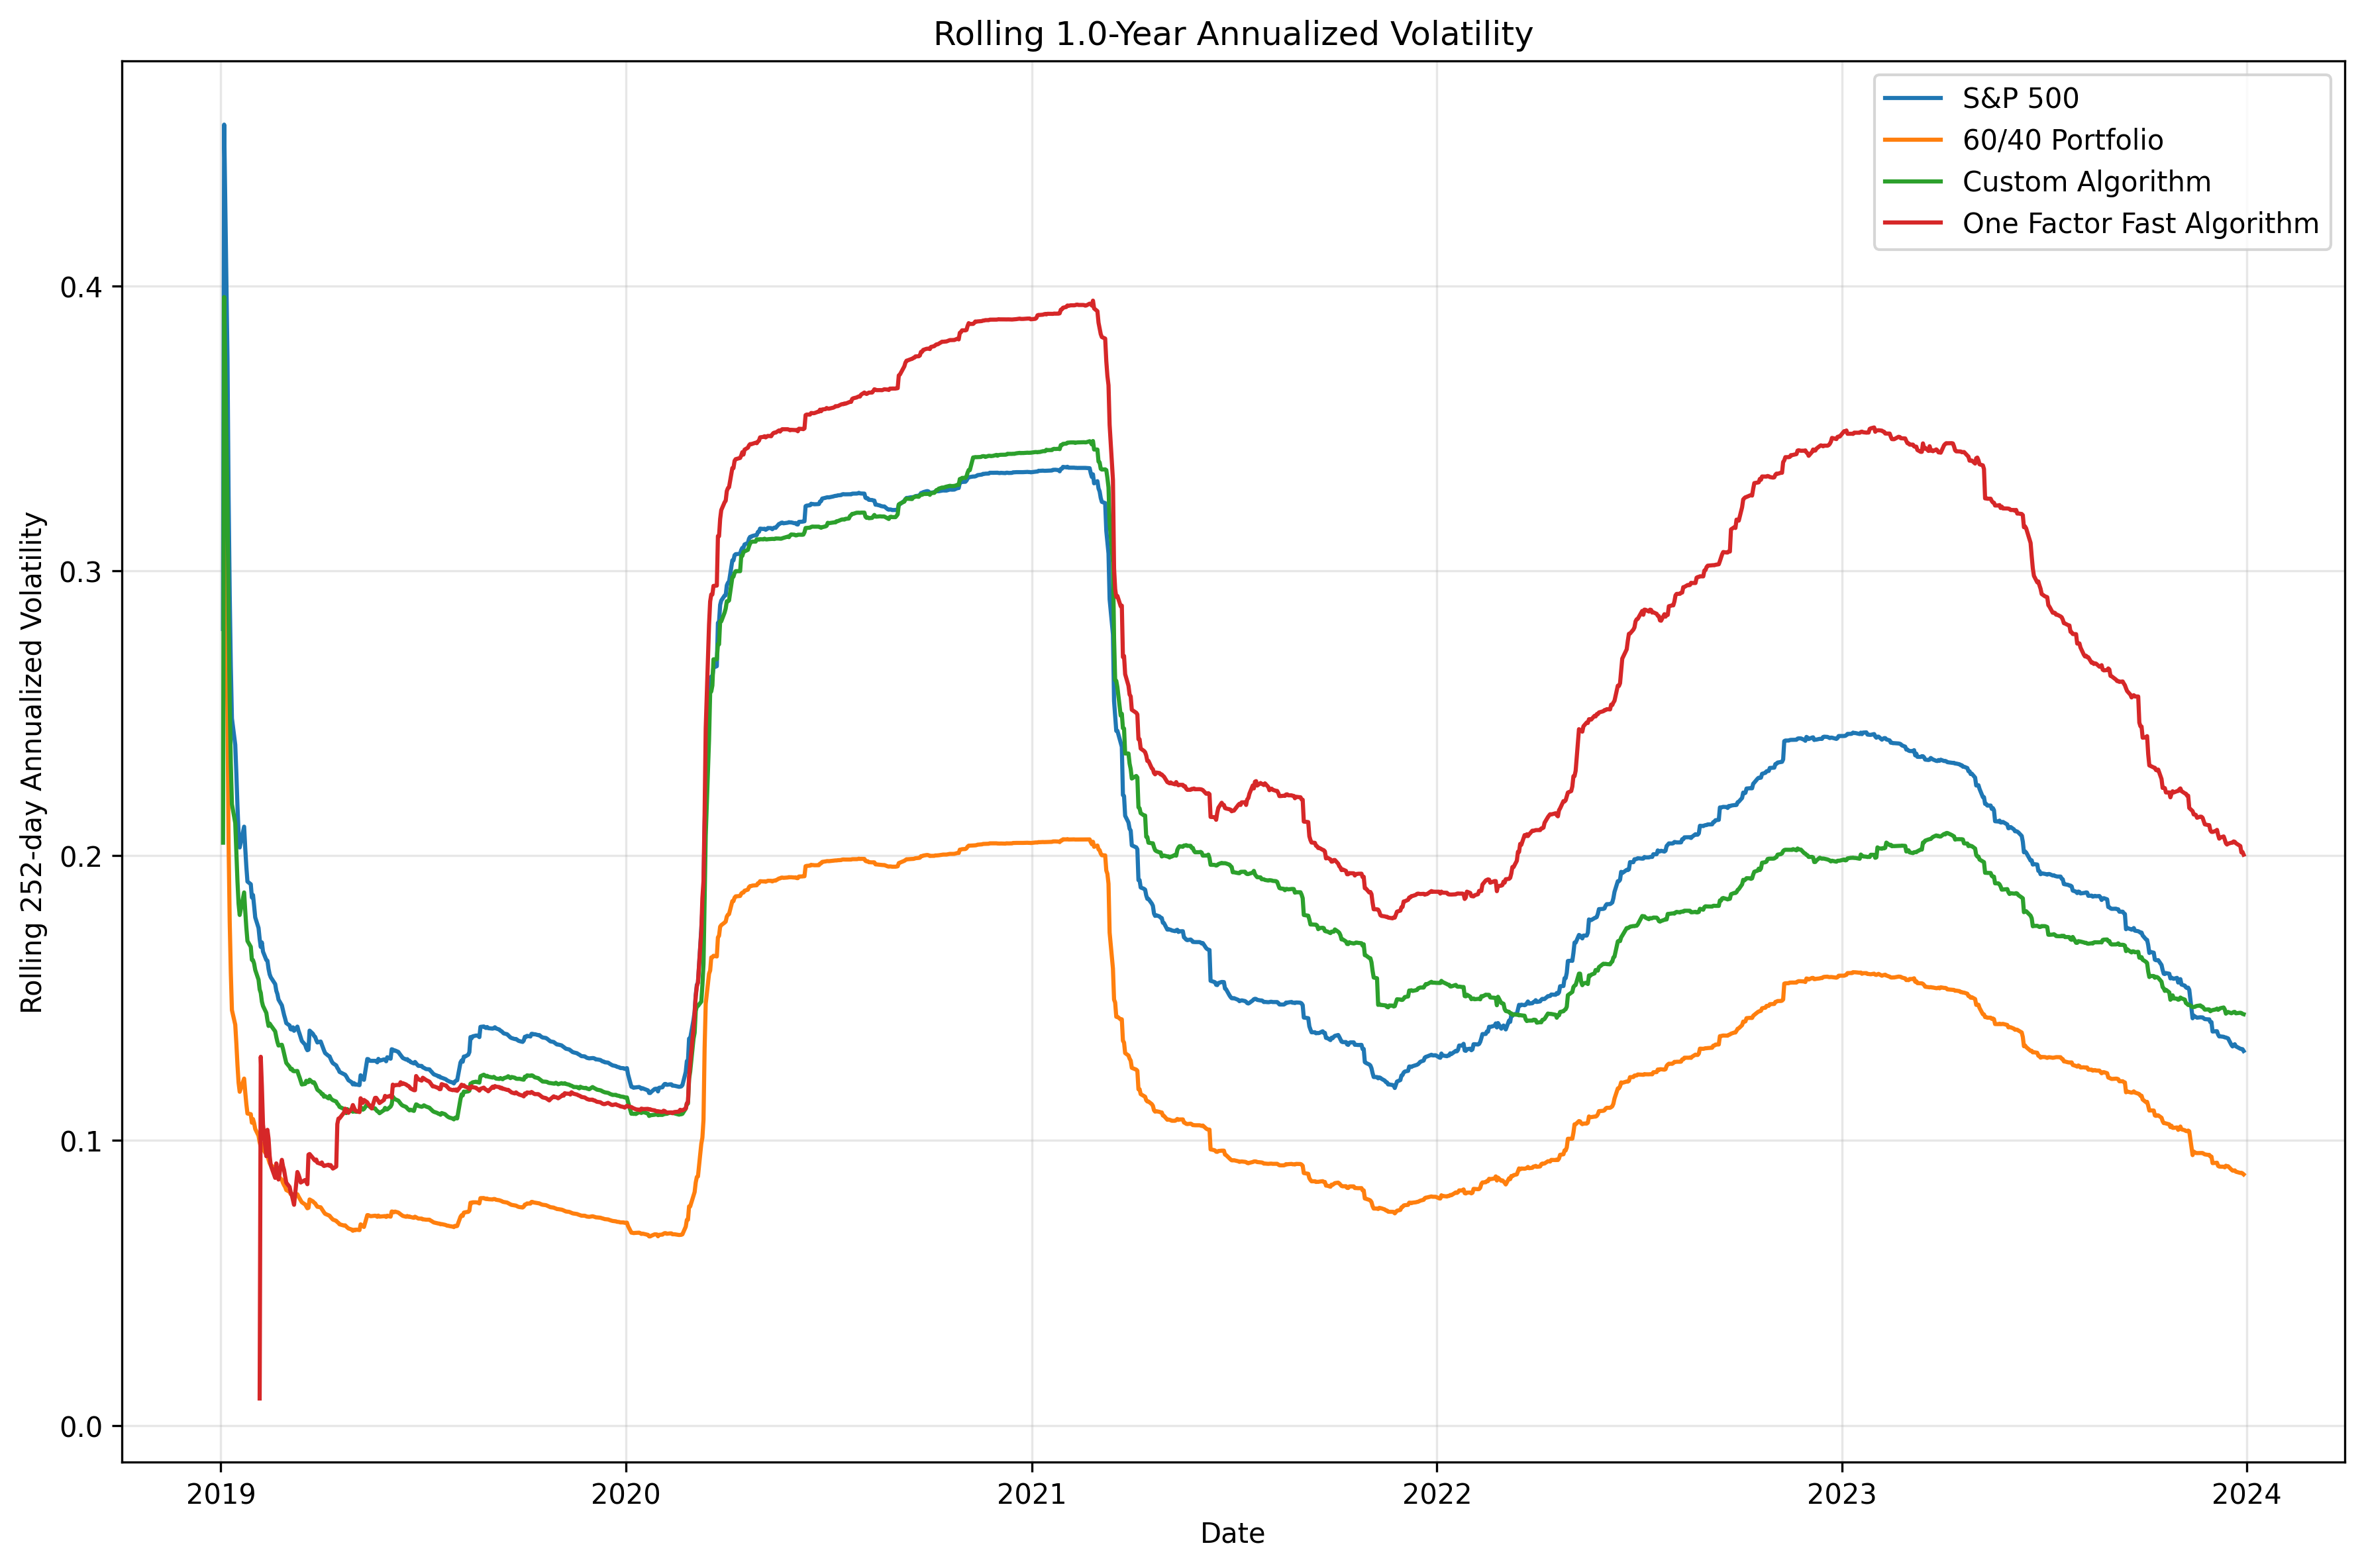 Rolling 1.0-Year Annualized Volatility
S&P 500
60/40 Portfolio
Custom Algorithm
One Factor Fast Algorithm
Rolling 252-day Annualized Volatility
0.4
0.3
0.2
0.1
0.0
2019
2020
2021
2022
2023
2024
Date